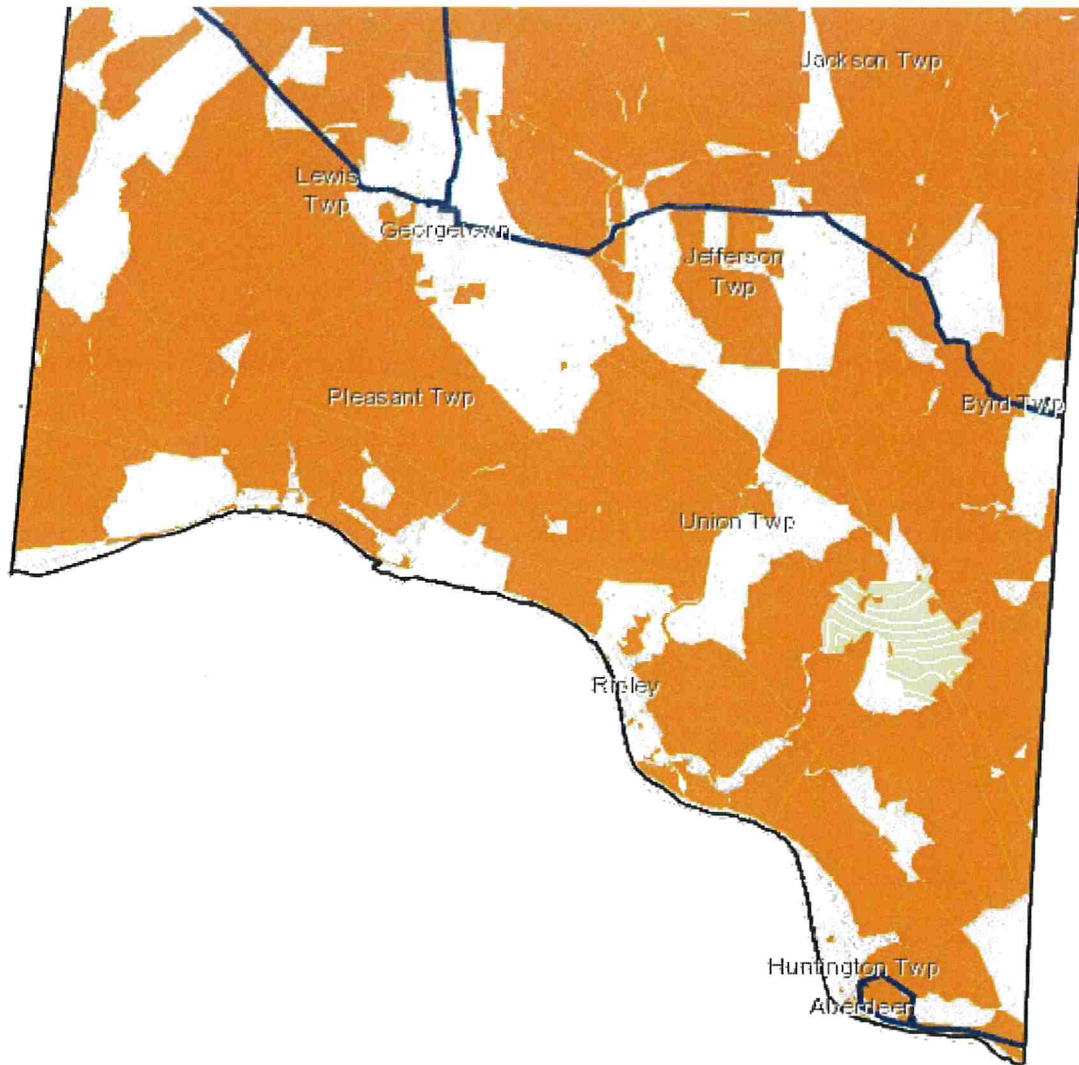 Jackson Twp
Lewis
Twp
Georgetown
Jefferson
Twp
Pleasant Twp
Byrd Twp
Union Twp
Ripley
Huntington Twp
Aberdeen